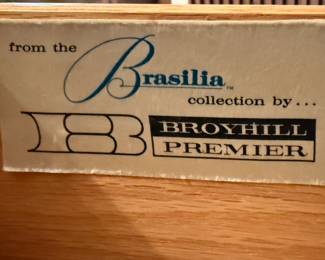 from the
Brasilia™
collection by...
B BROYHILL
PREMIER